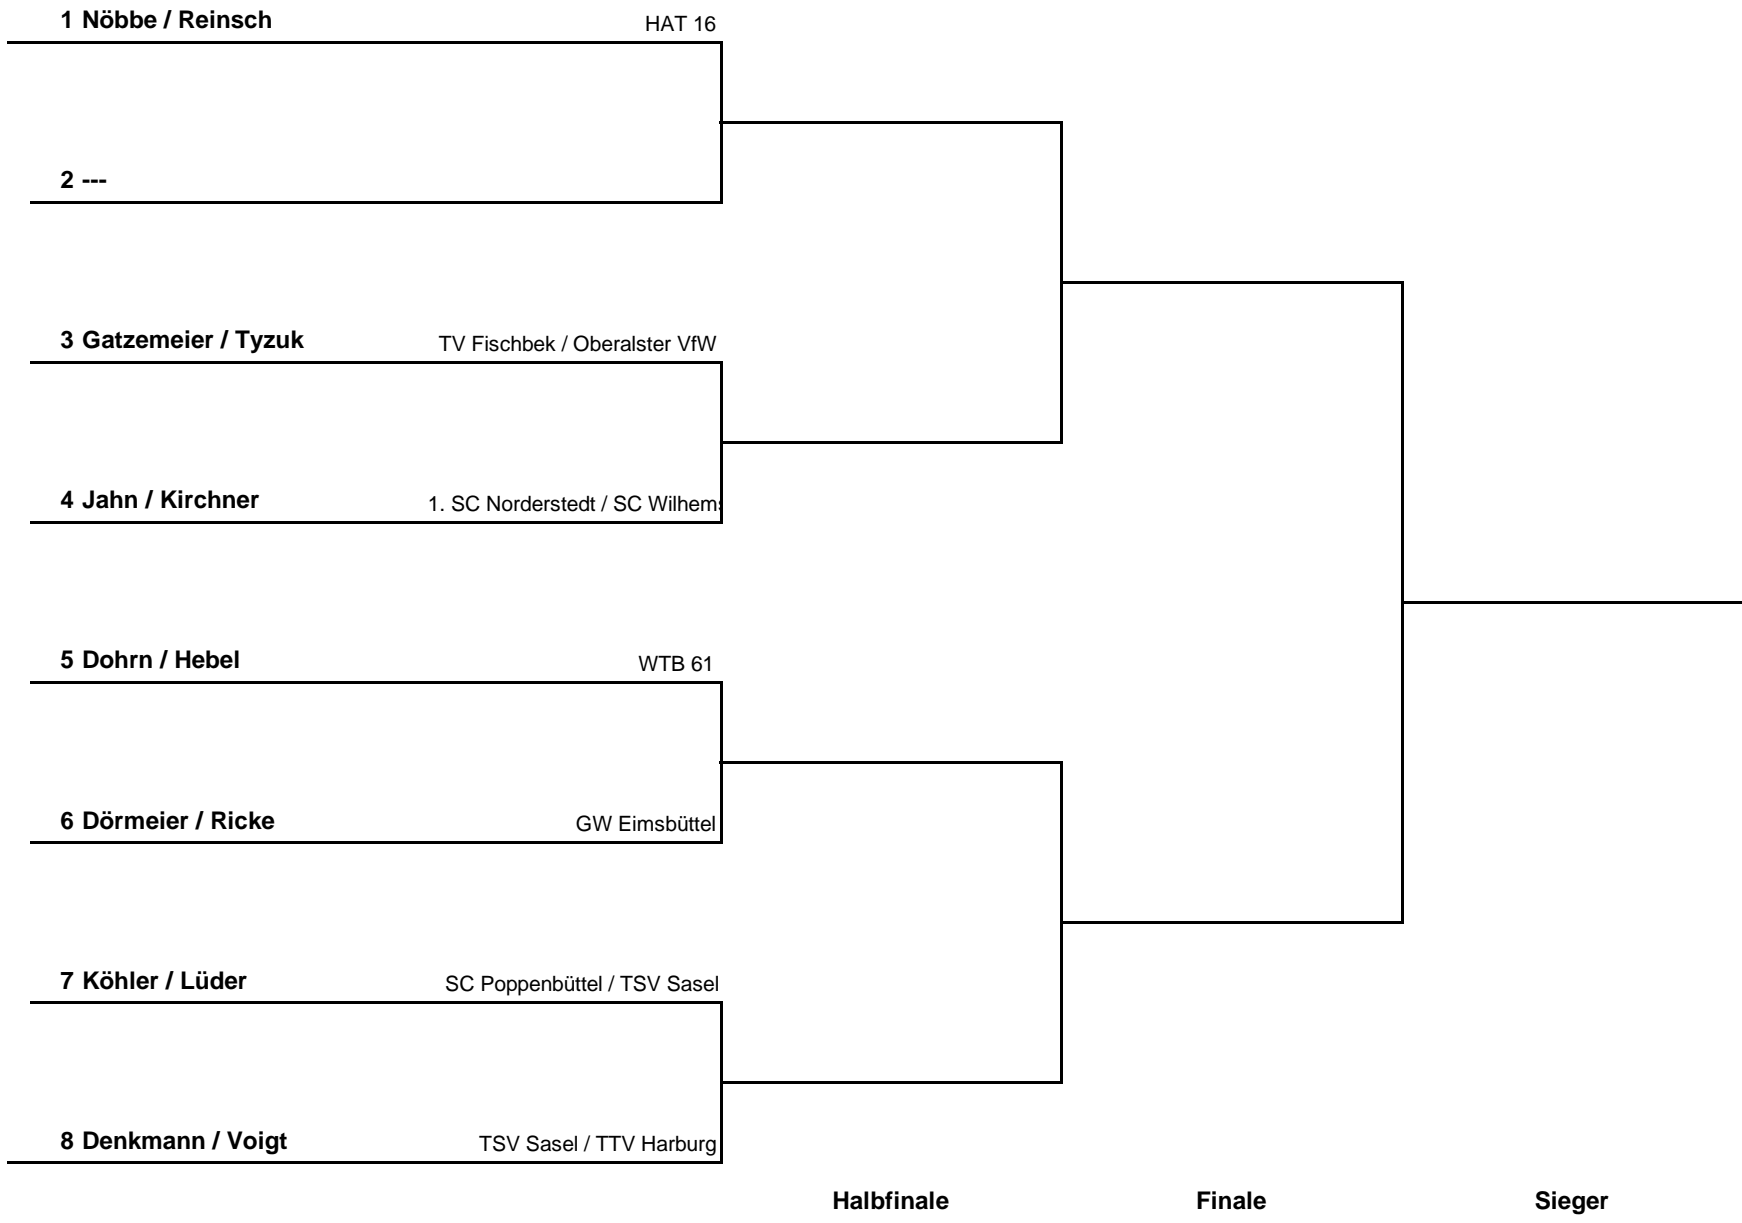 1 Nöbbe / Reinsch HAT 16
2 ---
3 Gatzemeier / Tyzuk TV Fischbek / Oberalster VfW
4 Jahn / Kirchner 1. SC Norderstedt / SC Wilhems
5 Dohrn / Hebel WTB 61
6 Dörmeier / Ricke GW Eimsbüttel
7 Köhler / Lüder SC Poppenbüttel / TSV Sasel
8 Denkmann / Voigt TSV Sasel / TTV Harburg
Halbfinale Finale Sieger